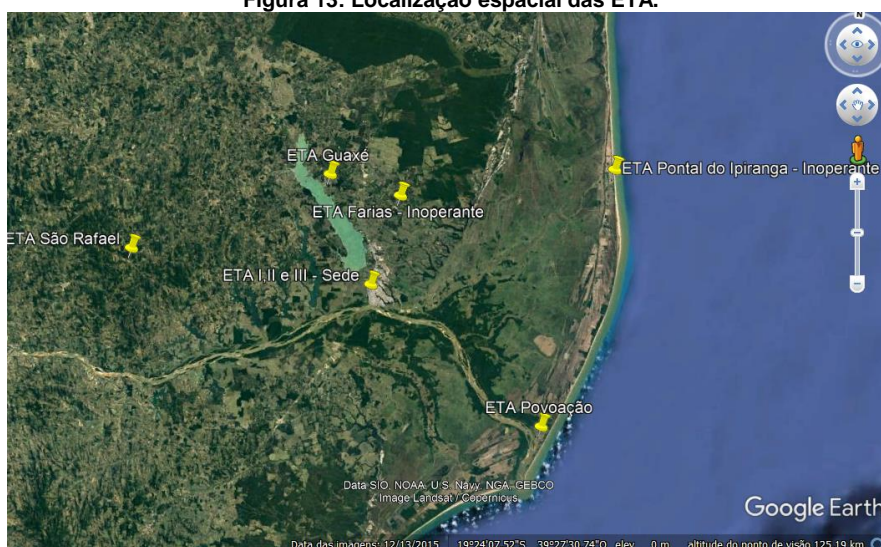 Figura 13: Localização espacial das ETA.
N
ETA Guaxé
ETA Pontal do Ipiranga - Inoperante
ETA Farias - Inoperante
ETA São Rafael
ETA I,II e III - Sede
ETA Povoação
Data SIO, NOAA, U.S. Navy, NGA, GEBCO
Image Landsat / Copernicus
Google Earth
Data das imagens: 12/13/2015 19°24'07.52"S 39°27'30.74"O elev 0 m altitude do ponto de visão 125.19 km